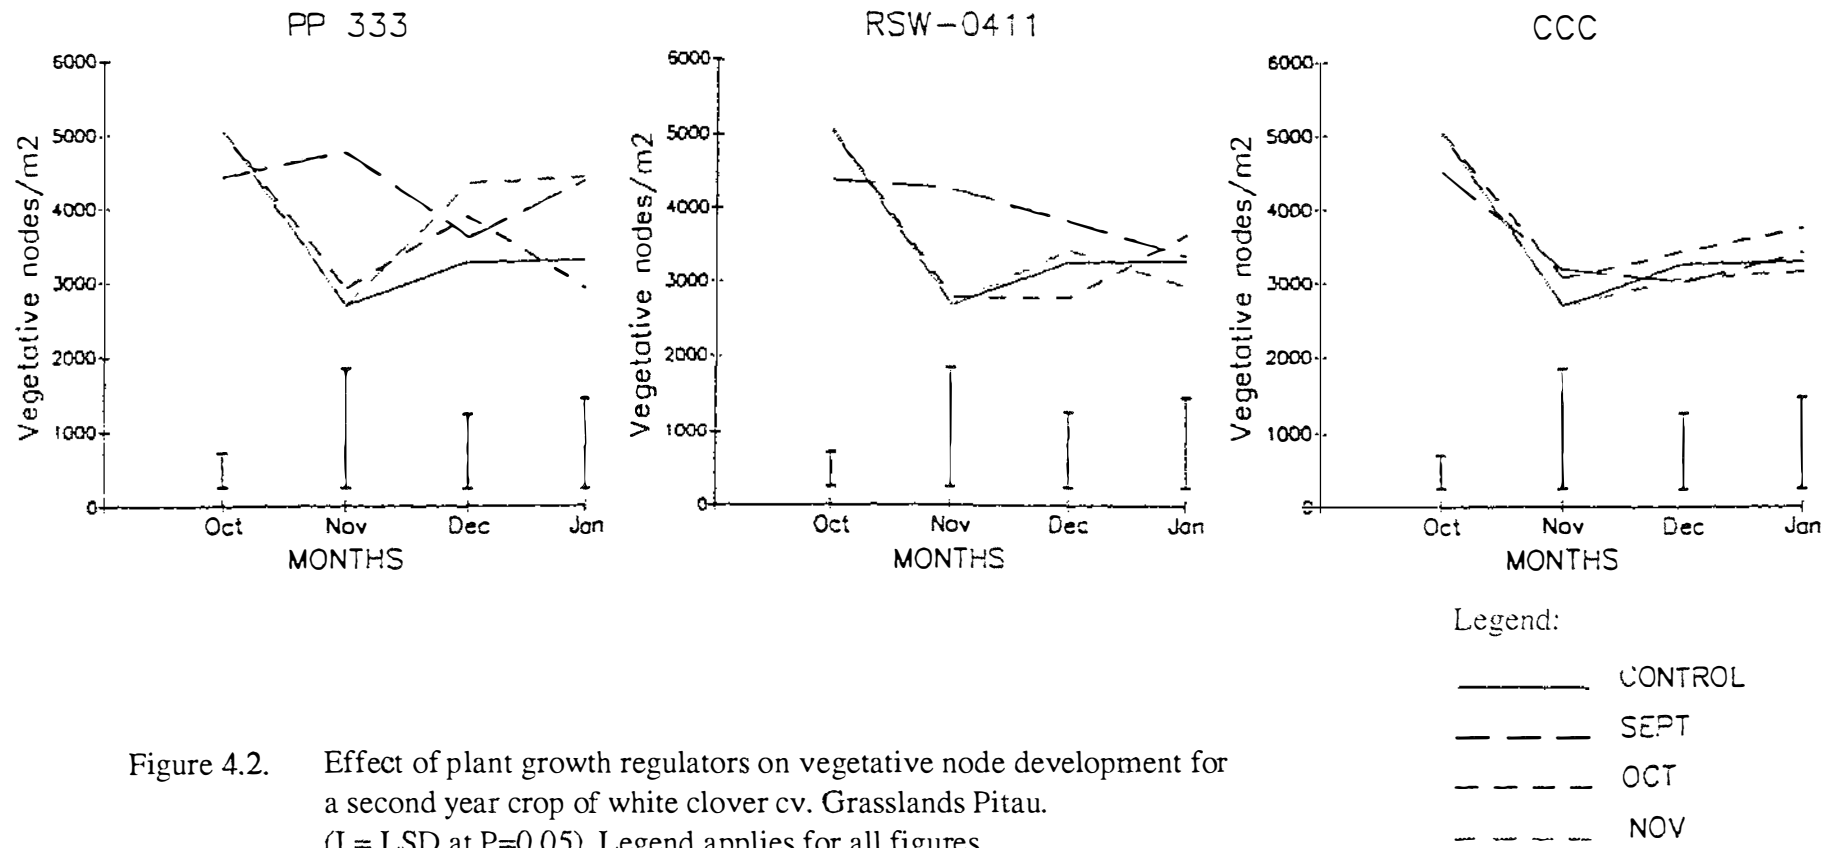 PP 333
6000
5000
4000
3000
2000
1000
0
Vegetative nodes/m2
Oct Nov Dec Jan
MONTHS
RSW-0411
6000
5000
4000
3000
2000
1000
0
Vegetative nodes/m2
Oct Nov Dec Jan
MONTHS
CCC
6000
5000
4000
3000
2000
1000
0
Vegetative nodes/m2
Oct Nov Dec Jan
MONTHS
Legend:
CONTROL
SEPT
OCT
NOV
Figure 4.2. Effect of plant growth regulators on vegetative node development for
a second year crop of white clover cv. Grasslands Pitau.
(I = LSD at P=0.05). Legend applies for all figures